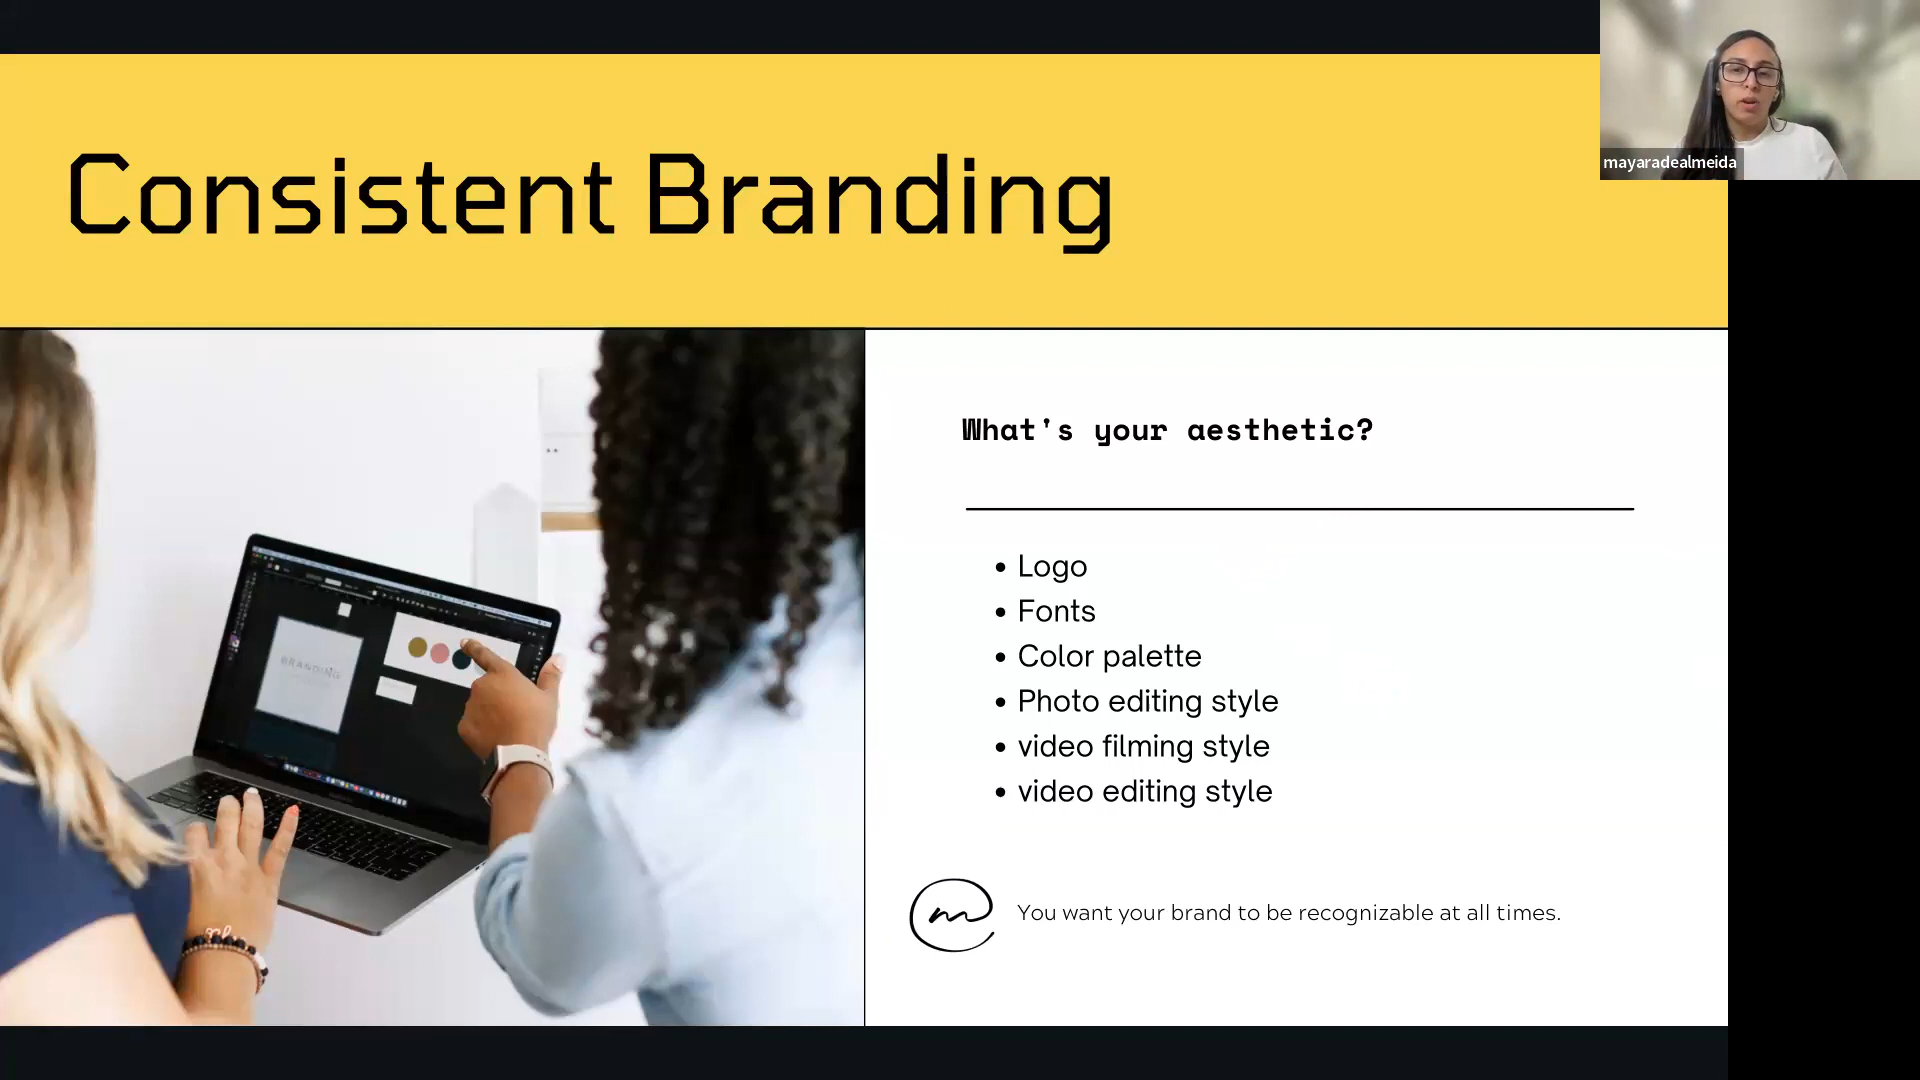 Consistent Branding
mayaradealmeida
What's your aesthetic?
• Logo
• Fonts
• Color palette
• Photo editing style
• video filming style
• video editing style
m
You want your brand to be recognizable at all times.
BRANDING